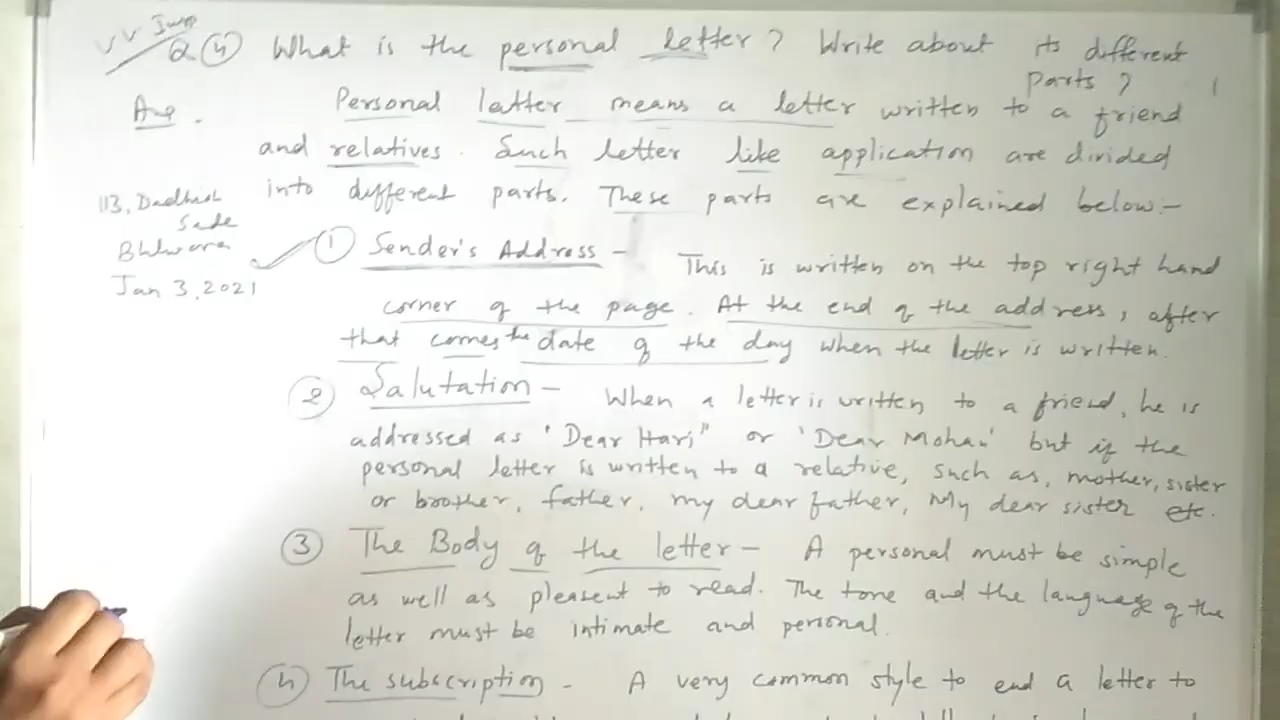 V V Imp
Q (4) What is the personal letter? Write about its different
Parts?
Ans. Personal latter means a letter written to a friend
and relatives. Such letter like application are divided
into different parts. These parts are explained below:-
113, Dadhich
Bhlwara
Jan 3, 2021
(1) Sender's Address - This is written on the top right hand
corner of the page. At the end of the address, after
that comes the date of the day when the letter is written.
(2) Salutation - When a letter is written to a friend, he is
addressed as 'Dear Hari" or 'Dear Mohan' but if the
personal letter is written to a relative, such as, mother, sister
or brother, father, my dear father, My dear sister etc.
(3) The Body of the letter - A personal must be simple
as well as pleasent to read. The tone and the language of the
letter must be intimate and personal.
(4) The subscription - A very common style to end a letter to